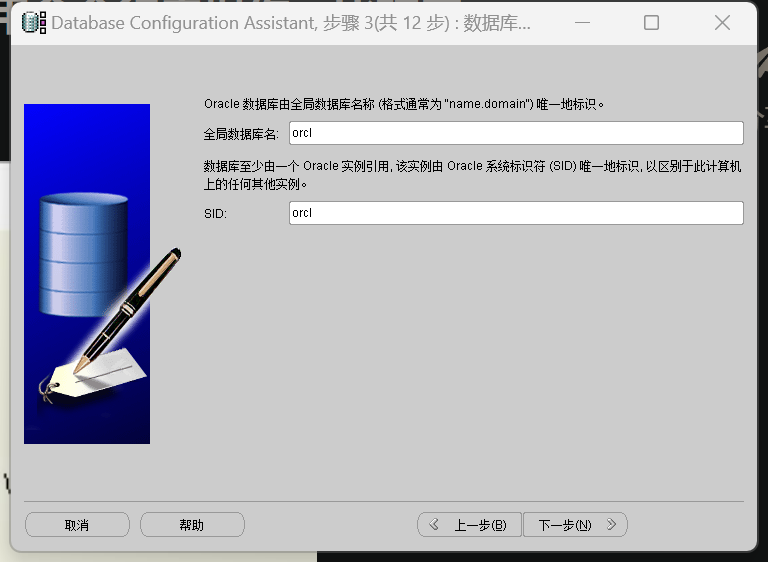 Database Configuration Assistant, 步骤 3(共 12 步) : 数据库...
Oracle 数据库由全局数据库名称 (格式通常为 "name.domain") 唯一地标识。
全局数据库名: orcl
数据库至少由一个 Oracle 实例引用, 该实例由 Oracle 系统标识符 (SID) 唯一地标识, 以区别于此计算机
上的任何其他实例。
SID: orcl
取消 帮助 上一步(B) 下一步(N)